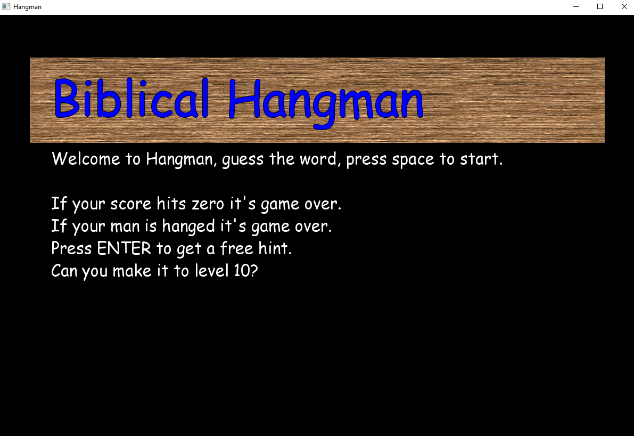 Hangman
Biblical Hangman
Welcome to Hangman, guess the word, press space to start.
If your score hits zero it's game over.
If your man is hanged it's game over.
Press ENTER to get a free hint.
Can you make it to level 10?